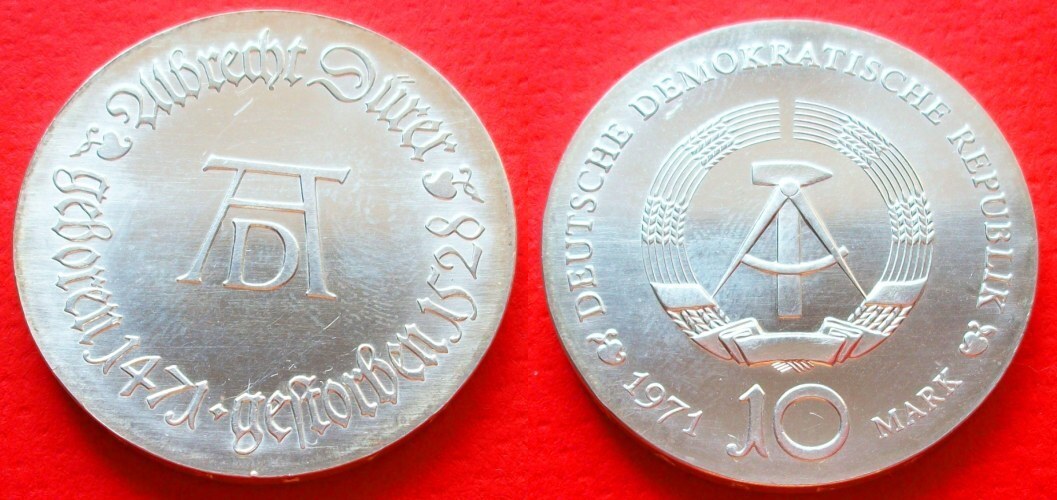 Albrecht Dürer
geboren 1471 · gestorben 1528
AD
DEUTSCHE DEMOKRATISCHE REPUBLIK
1971 10 MARK